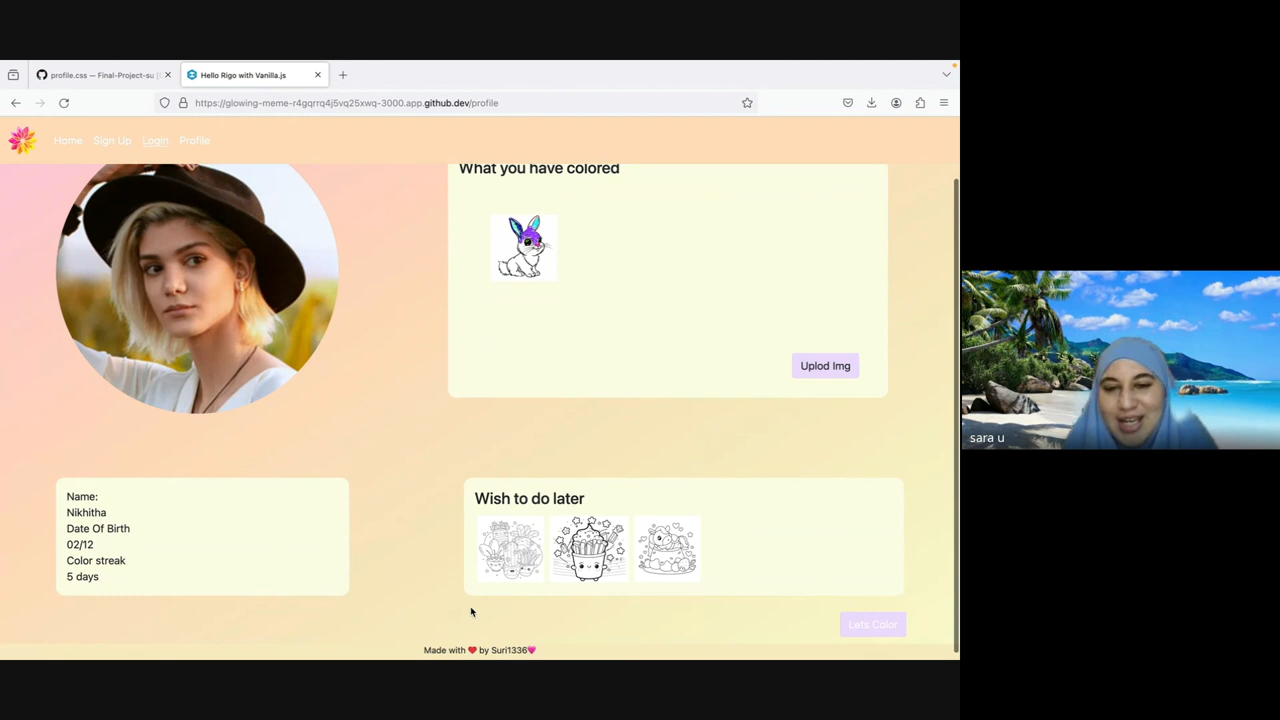 profile.css — Final-Project-su [
Hello Rigo with Vanilla.js
https://glowing-meme-r4gqrrq4j5vq25xwq-3000.app.github.dev/profile
Home Sign Up Login Profile
What you have colored
Uplod Img
Name:
Nikhitha
Date Of Birth
02/12
Color streak
5 days
Wish to do later
Lets Color
Made with ❤️ by Suri1336💗
sara u